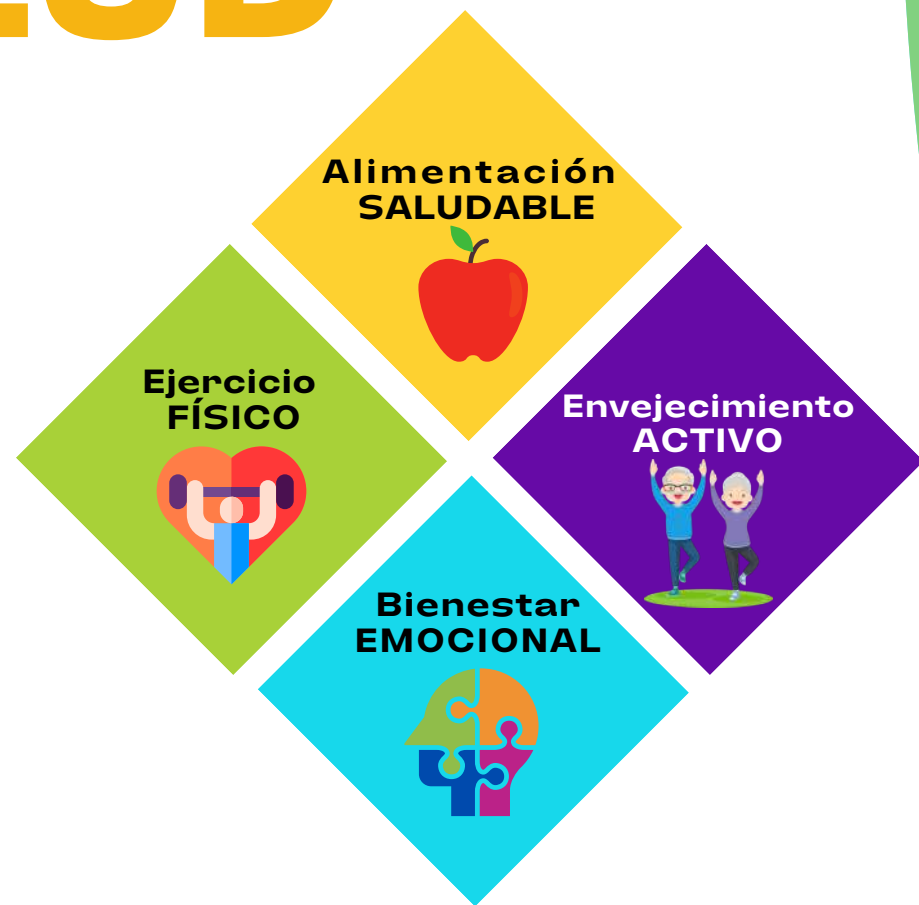 Alimentación
SALUDABLE
Ejercicio
FÍSICO
Envejecimiento
ACTIVO
Bienestar
EMOCIONAL